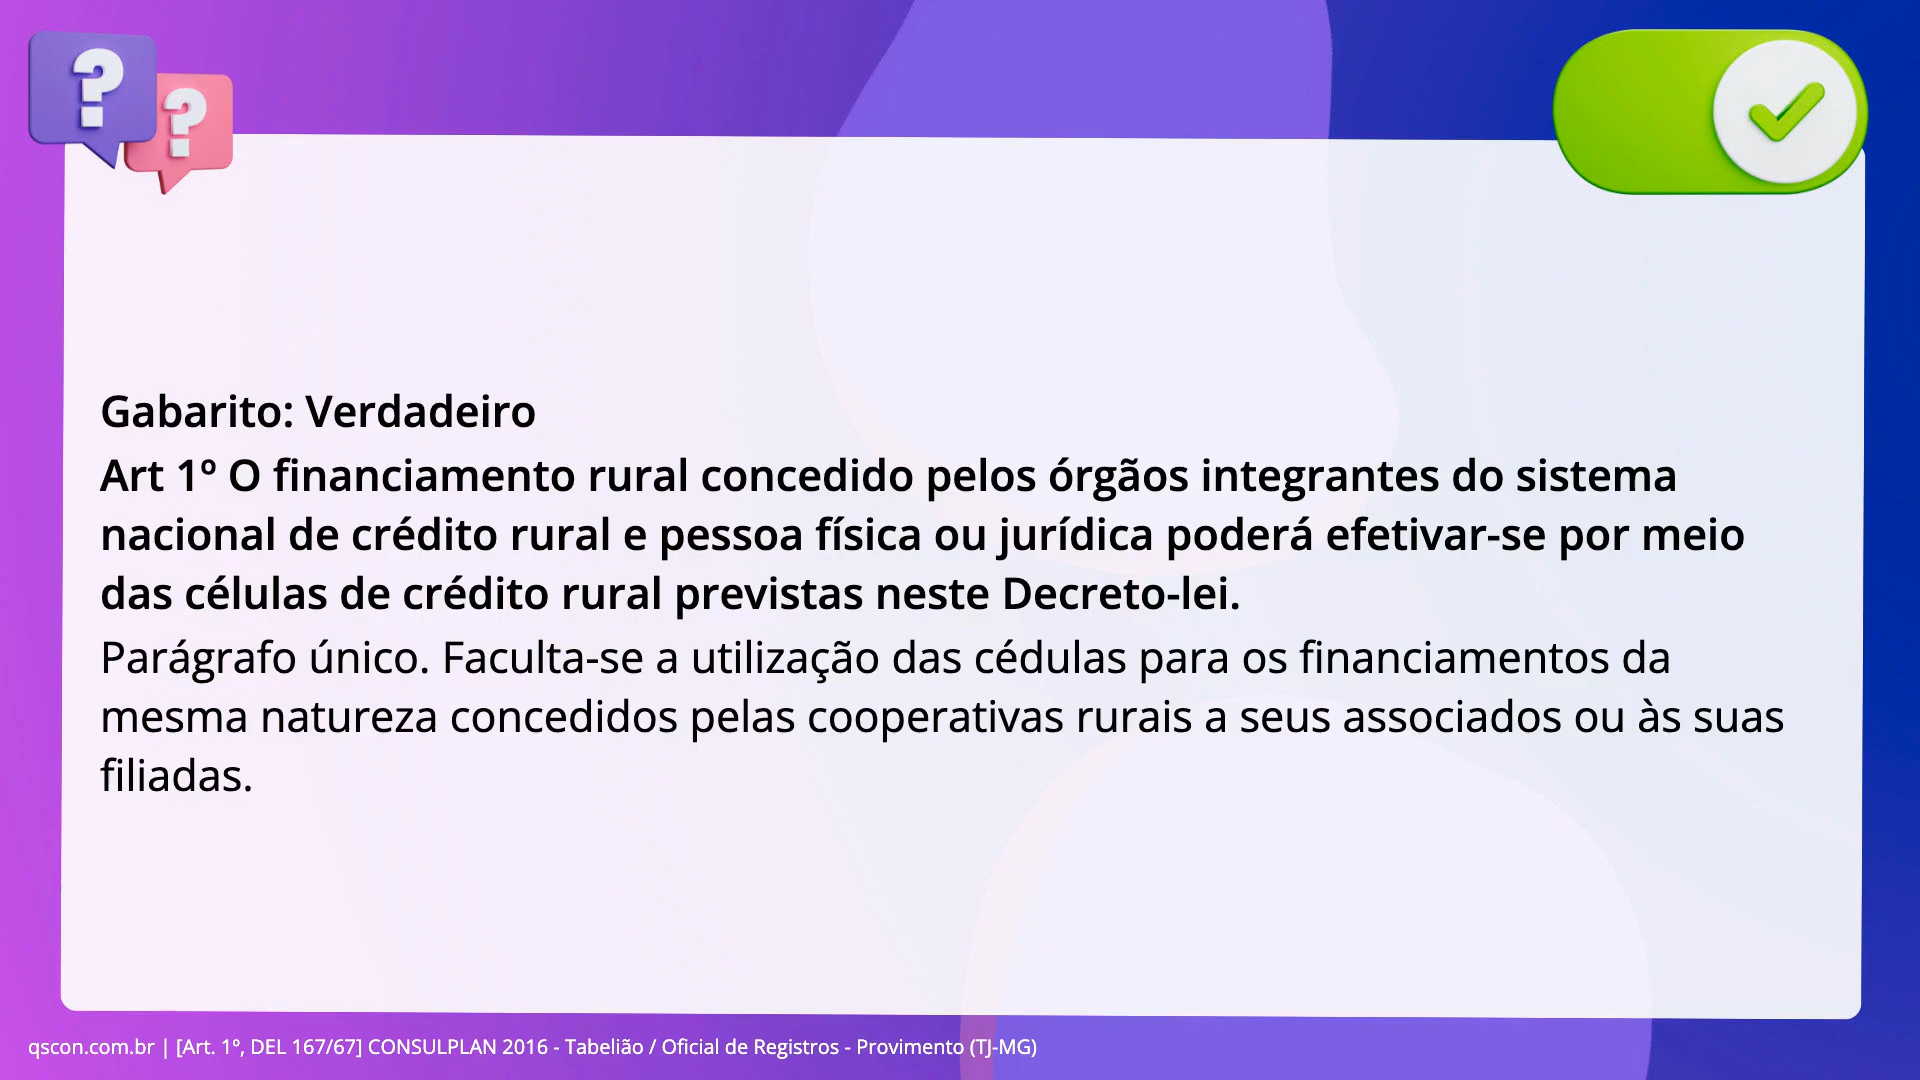 Gabarito: Verdadeiro
Art 1º O financiamento rural concedido pelos órgãos integrantes do sistema
nacional de crédito rural e pessoa física ou jurídica poderá efetivar-se por meio
das células de crédito rural previstas neste Decreto-lei.
Parágrafo único. Faculta-se a utilização das cédulas para os financiamentos da
mesma natureza concedidos pelas cooperativas rurais a seus associados ou às suas
filiadas.
qscon.com.br | [Art. 1º, DEL 167/67] CONSULPLAN 2016 - Tabelião / Oficial de Registros - Provimento (TJ-MG)